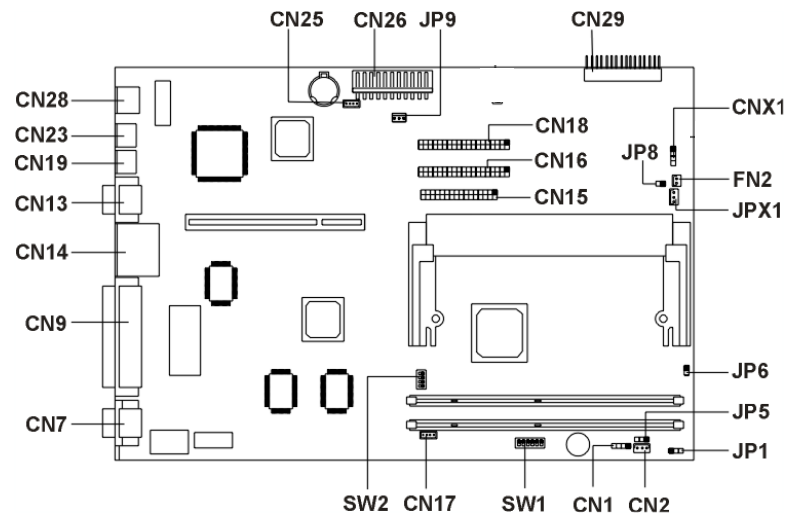 CN25 CN26 JP9 CN29
CN28
CN23
CN19
CN13
CN14
CN9
CN7
CN18
CN16
CN15
CNX1
JP8
FN2
JPX1
JP6
JP5
JP1
SW2 CN17 SW1 CN1 CN2